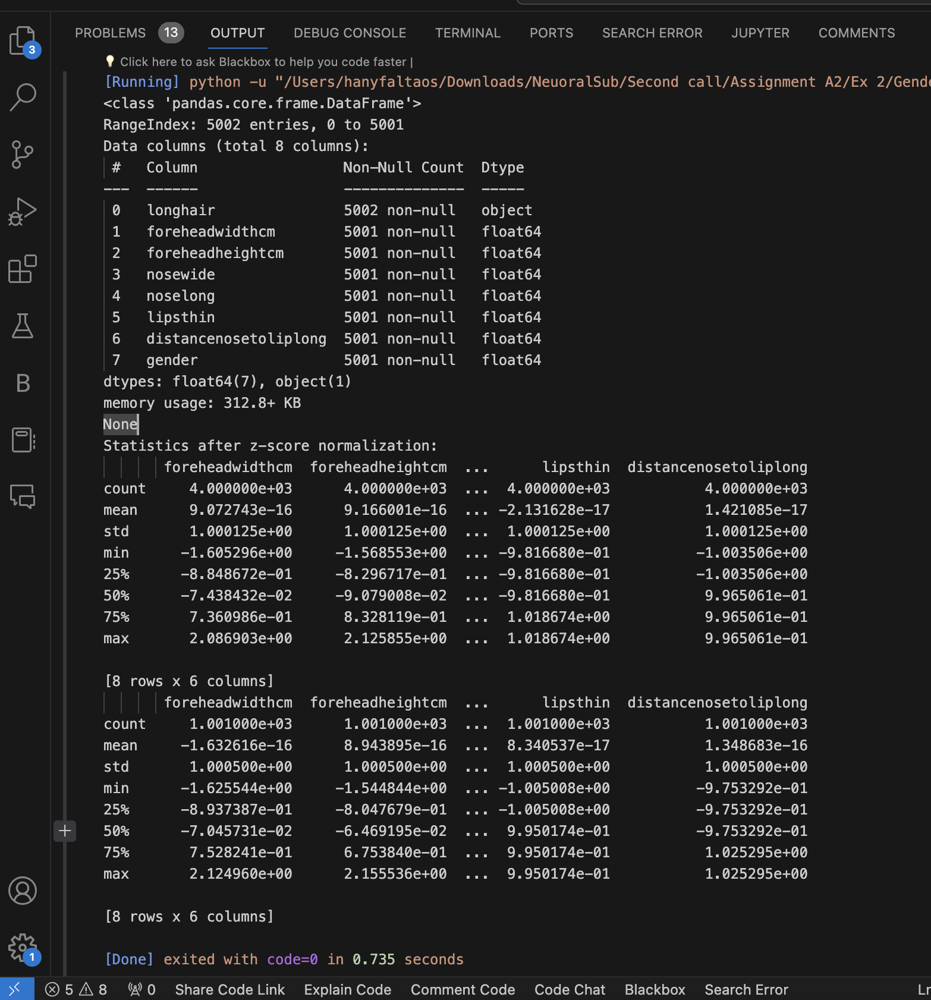 PROBLEMS 13 OUTPUT DEBUG CONSOLE TERMINAL PORTS SEARCH ERROR JUPYTER COMMENTS
3
Click here to ask Blackbox to help you code faster |
[Running] python -u "/Users/hanyfaltaos/Downloads/NeuoralSub/Second call/Assignment A2/Ex 2/Gende
<class 'pandas.core.frame.DataFrame'>
RangeIndex: 5002 entries, 0 to 5001
Data columns (total 8 columns):
 #   Column                 Non-Null Count  Dtype
---  ------                 --------------  -----
 0   longhair               5002 non-null   object
 1   foreheadwidthcm        5001 non-null   float64
 2   foreheadheightcm       5001 non-null   float64
 3   nosewide               5001 non-null   float64
 4   noselong               5001 non-null   float64
 5   lipsthin               5001 non-null   float64
 6   distancenosetoliplong  5001 non-null   float64
 7   gender                 5001 non-null   float64
dtypes: float64(7), object(1)
memory usage: 312.8+ KB
None
Statistics after z-score normalization:
       foreheadwidthcm  foreheadheightcm  ...      lipsthin  distancenosetoliplong
count     4.000000e+03      4.000000e+03  ...  4.000000e+03           4.000000e+03
mean      9.072743e-16      9.166001e-16  ... -2.131628e-17           1.421085e-17
std       1.000125e+00      1.000125e+00  ...  1.000125e+00           1.000125e+00
min      -1.605296e+00     -1.568553e+00  ... -9.816680e-01          -1.003506e+00
25%      -8.848672e-01     -8.296717e-01  ... -9.816680e-01          -1.003506e+00
50%      -7.438432e-02     -9.079008e-02  ... -9.816680e-01           9.965061e-01
75%       7.360986e-01      8.328119e-01  ...  1.018674e+00           9.965061e-01
max       2.086903e+00      2.125855e+00  ...  1.018674e+00           9.965061e-01
[8 rows x 6 columns]
       foreheadwidthcm  foreheadheightcm  ...      lipsthin  distancenosetoliplong
count     1.001000e+03      1.001000e+03  ...  1.001000e+03           1.001000e+03
mean     -1.632616e-16      8.943895e-16  ...  8.340537e-17           1.348683e-16
std       1.000500e+00      1.000500e+00  ...  1.000500e+00           1.000500e+00
min      -1.625544e+00     -1.544844e+00  ... -1.005008e+00          -9.753292e-01
25%      -8.937387e-01     -8.047679e-01  ... -1.005008e+00          -9.753292e-01
50%      -7.045731e-02     -6.469195e-02  ...  9.950174e-01          -9.753292e-01
75%       7.528241e-01      6.753840e-01  ...  9.950174e-01           1.025295e+00
max       2.124960e+00      2.155536e+00  ...  9.950174e-01           1.025295e+00
[8 rows x 6 columns]
[Done] exited with code=0 in 0.735 seconds
B
1
5 8 0 Share Code Link Explain Code Comment Code Code Chat Blackbox Search Error